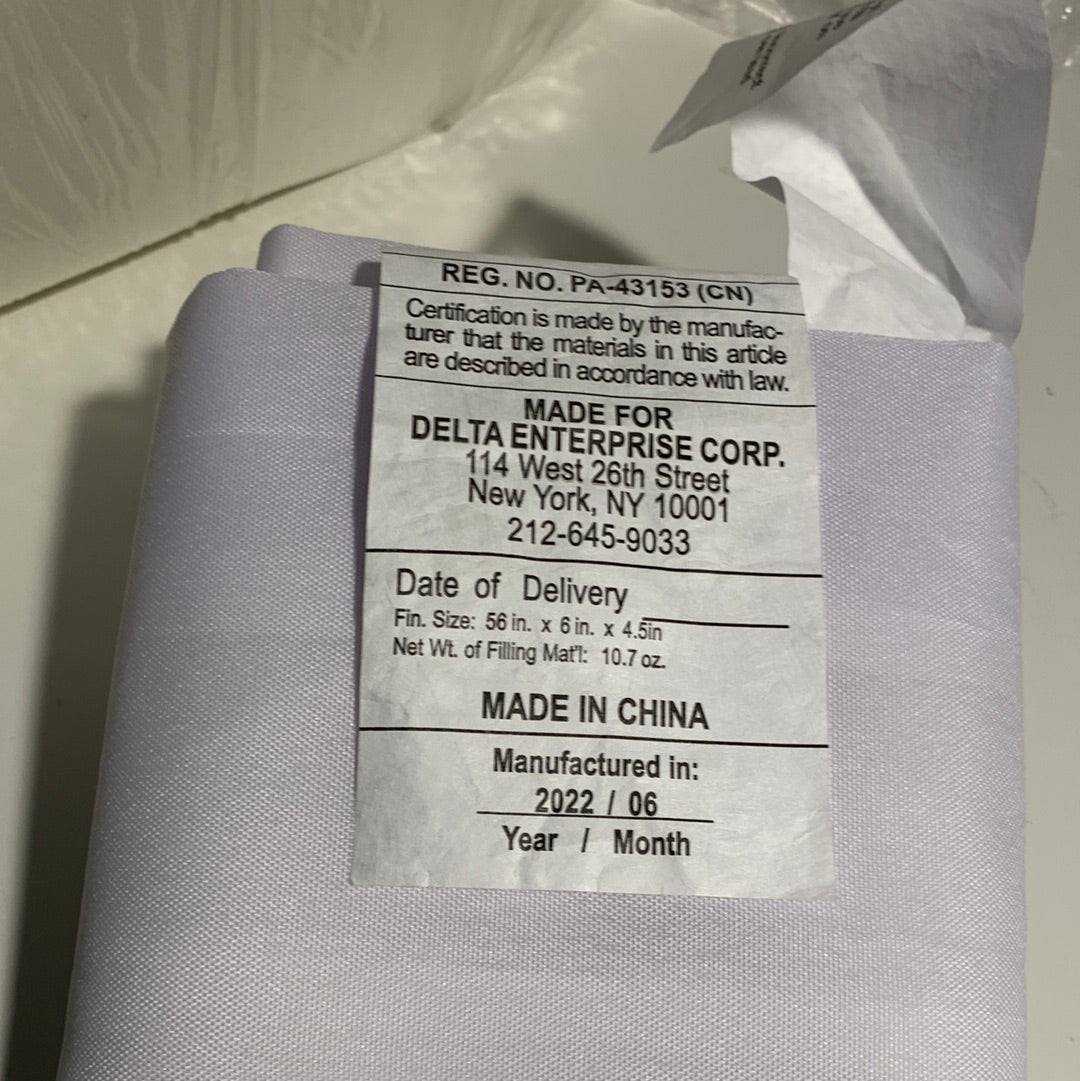 REG. NO. PA-43153 (CN)
Certification is made by the manufac-
turer that the materials in this article
are described in accordance with law.
MADE FOR
DELTA ENTERPRISE CORP.
114 West 26th Street
New York, NY 10001
212-645-9033
Date of Delivery
Fin. Size: 56 in. x 6 in. x 4.5in
Net Wt. of Filling Mat'l: 10.7 oz.
MADE IN CHINA
Manufactured in:
2022 / 06
Year / Month